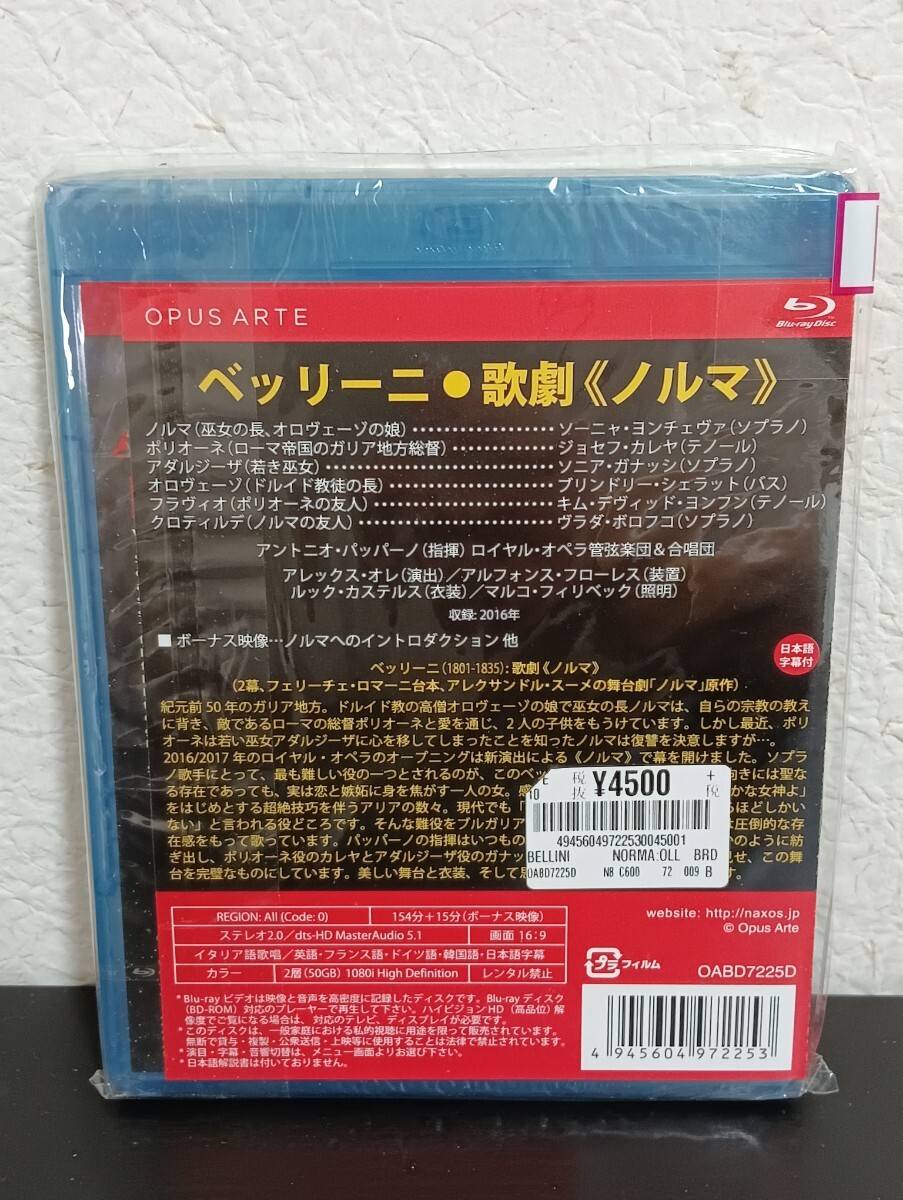 OPUS ARTE
Blu-ray Disc
ベッリーニ●歌劇《ノルマ》
ノルマ(巫女の長、オロヴェーゾの娘) ソーニャ・ヨンチェヴァ(ソプラノ)
ポリオーネ(ローマ帝国のガリア地方総督) ジョセフ・カレヤ(テノール)
アダルジーザ(若き巫女) ソニア・ガナッシ(ソプラノ)
オロヴェーゾ(ドルイド教徒の長) ブリンドリー・シェラット(バス)
フラヴィオ(ポリオーネの友人) キム・デヴィッド・ヨンフン(テノール)
クロティルデ(ノルマの友人) ヴラダ・ボロフコ(ソプラノ)
アントニオ・パッパーノ(指揮) ロイヤル・オペラ管弦楽団&合唱団
アレックス・オレ(演出)/アルフォンス・フローレス(装置)
ルック・カステルス(衣装)/マルコ・フィリベック(照明)
収録:2016年
■ ボーナス映像…ノルマへのイントロダクション 他
日本語
字幕付
ベッリーニ(1801-1835):歌劇《ノルマ》
(2幕、フェリーチェ・ロマーニ台本、アレクサンドル・スーメの舞台劇「ノルマ」原作)
紀元前50年のガリア地方。ドルイド教の高僧オロヴェーゾの娘で巫女の長ノルマは、自らの宗教の教え
に背き、敵であるローマの総督ポリオーネと愛を通じ、2人の子供をもうけています。しかし最近、ポリ
オーネは若い巫女アダルジーザに心を移してしまったことを知ったノルマは復讐を決意しますが…。
2016/2017年のロイヤル・オペラのオープニングは新演出による《ノルマ》で幕を開けました。ソプラ
ノ歌手にとって、最も難しい役の一つとされるのが、このベッ 向きには聖な
る存在であっても、実は恋と嫉妬に身を焦がす一人の女。感 かな女神よ」
をはじめとする超絶技巧を伴うアリアの数々。現代でも「 るほどしかい
ない」と言われる役どころです。そんな難役をブルガリア な圧倒的な存
在感をもって歌っています。パッパーノの指揮はいつもの かのように紡
ぎ出し、ポリオーネ役のカレヤとアダルジーザ役のガナッ せ、この舞
台を完璧なものにしています。美しい舞台と衣装、そして す。
税抜 ¥4500 +税
10
49456049722530045001
BELLINI NORMA:OLL BRD
OABD7225D N8 C600 72 009 B
REGION: All (Code: 0) 154分+15分(ボーナス映像)
ステレオ2.0/dts-HD MasterAudio 5.1 画面 16:9
イタリア語歌唱/英語・フランス語・ドイツ語・韓国語・日本語字幕
カラー 2層(50GB) 1080i High Definition レンタル禁止
website: http://naxos.jp
© Opus Arte
プラ フィルム
OABD7225D
*Blu-ray ビデオは映像と音声を高密度に記録したディスクです。Blu-ray ディスク
(BD-ROM) 対応のプレーヤーで再生して下さい。ハイビジョン・HD(高品位)解
像度でご覧になる場合は、対応のテレビ、ディスプレイが必要です。
*このディスクは、一般家庭における私的視聴に用途を限って販売されています。
無断で貸与・複製・公衆送信・上映等に使用することは法律で禁止されています。
*演目・字幕・音響切替は、メニュー画面よりお選び下さい。
*日本語解説書は付いておりません。
4 945604 972253